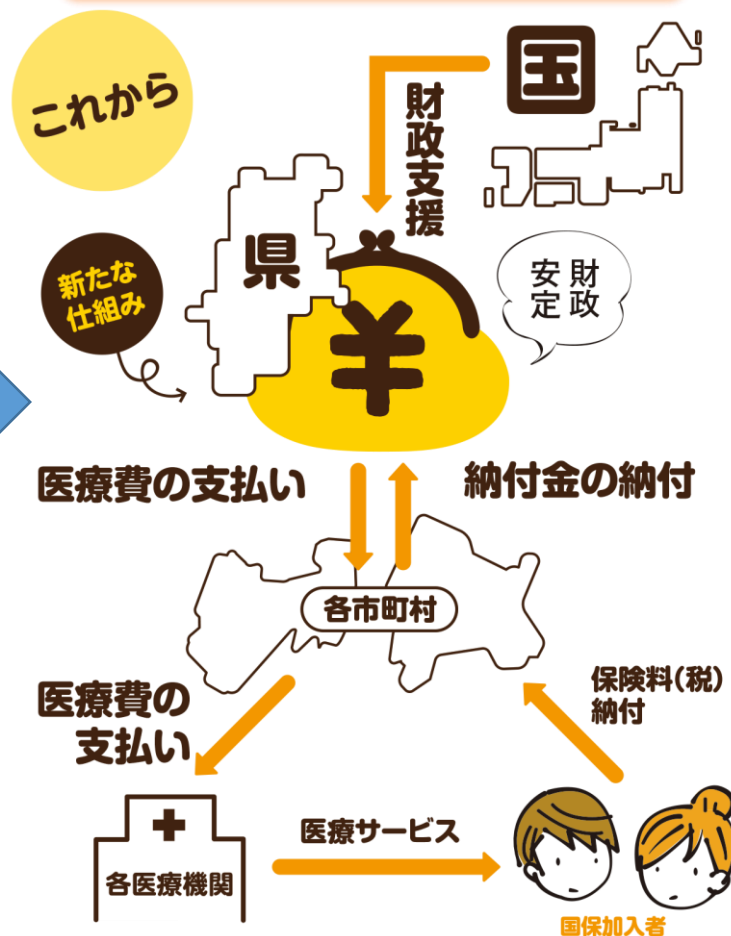 これから
国
財政支援
県
新たな
仕組み
財政
安定
¥
医療費の支払い
納付金の納付
各市町村
保険料(税)
納付
医療費の
支払い
医療サービス
各医療機関
国保加入者